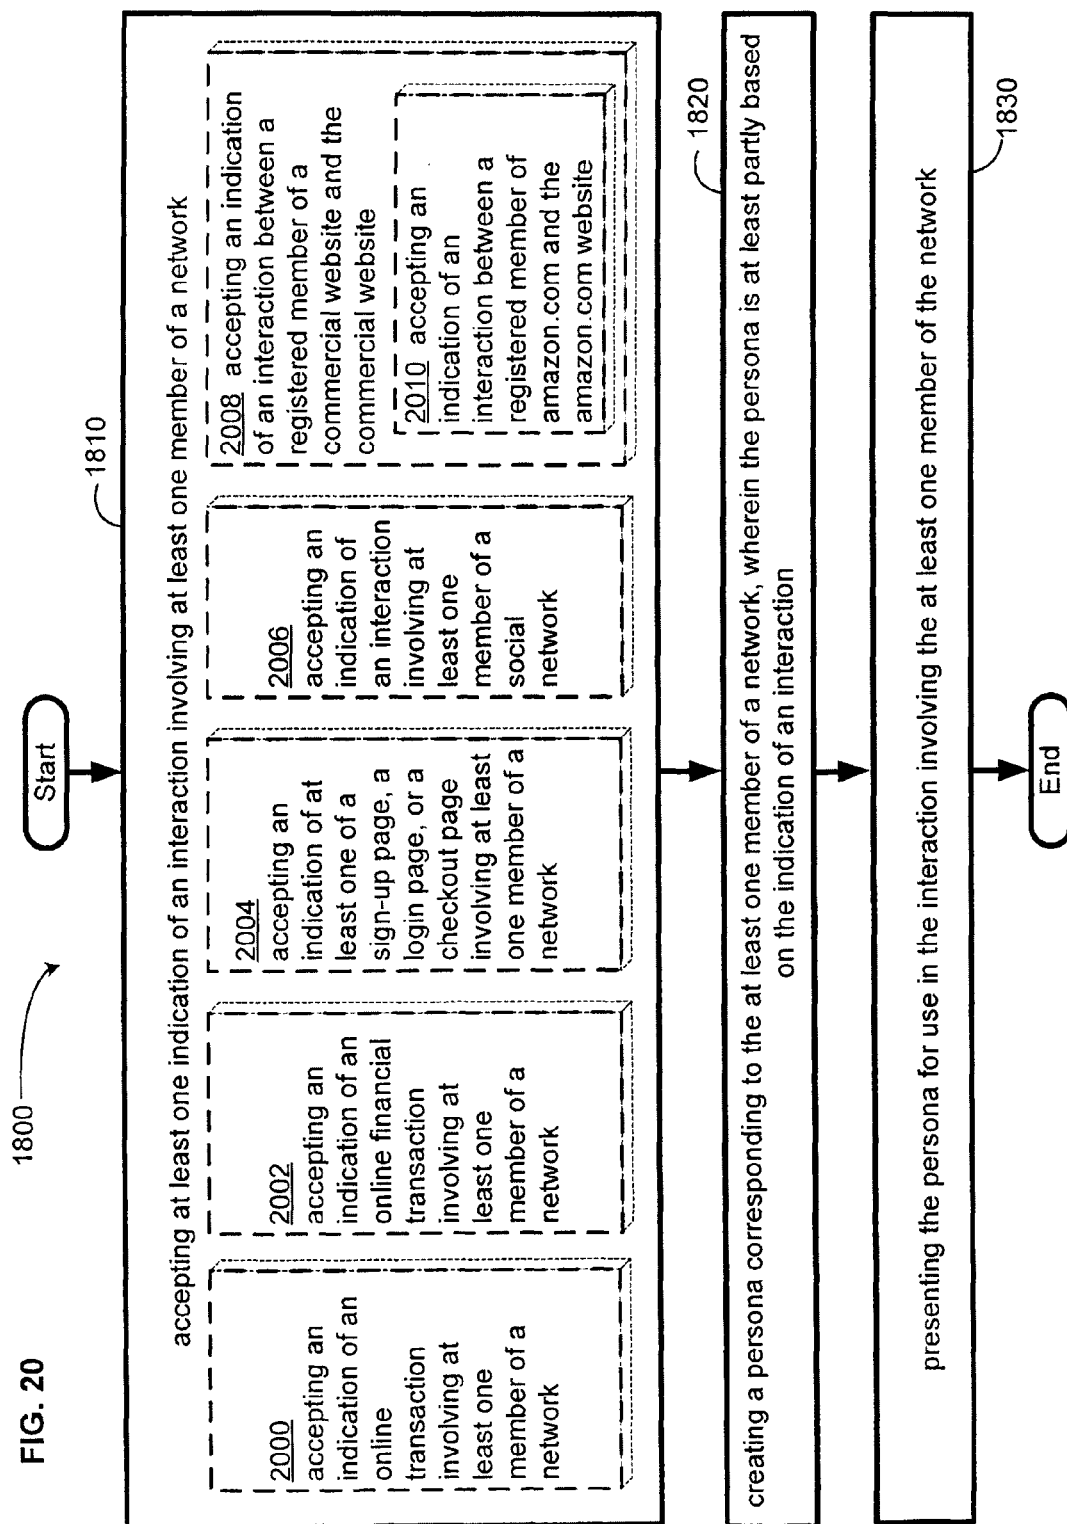 FIG. 20
1800
Start
1810
accepting at least one indication of an interaction involving at least one member of a network
2000
accepting an
indication of an
online
transaction
involving at
least one
member of a
network
2002
accepting an
indication of an
online financial
transaction
involving at
least one
member of a
network
2004
accepting an
indication of at
least one of a
sign-up page, a
login page, or a
checkout page
involving at least
one member of a
network
2006
accepting an
indication of
an interaction
involving at
least one
member of a
social
network
2008 accepting an indication
of an interaction between a
registered member of a
commercial website and the
commercial website
2010 accepting an
indication of an
interaction between a
registered member of
amazon.com and the
amazon.com website
1820
creating a persona corresponding to the at least one member of a network, wherein the persona is at least partly based
on the indication of an interaction
1830
presenting the persona for use in the interaction involving the at least one member of the network
End